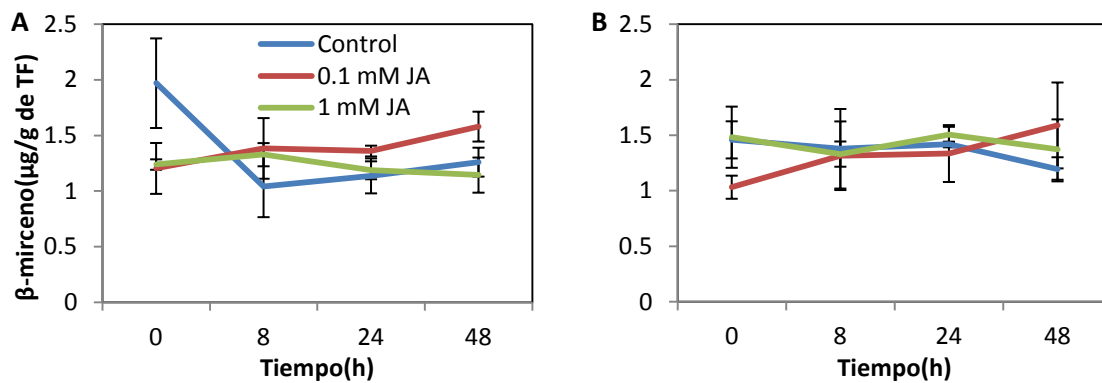 A
β-mirceno(µg/g de TF)
2.5
2
1.5
1
0.5
0
Control
0.1 mM JA
1 mM JA
0 8 24 48
Tiempo(h)
B
2.5
2
1.5
1
0.5
0
0 8 24 48
Tiempo(h)